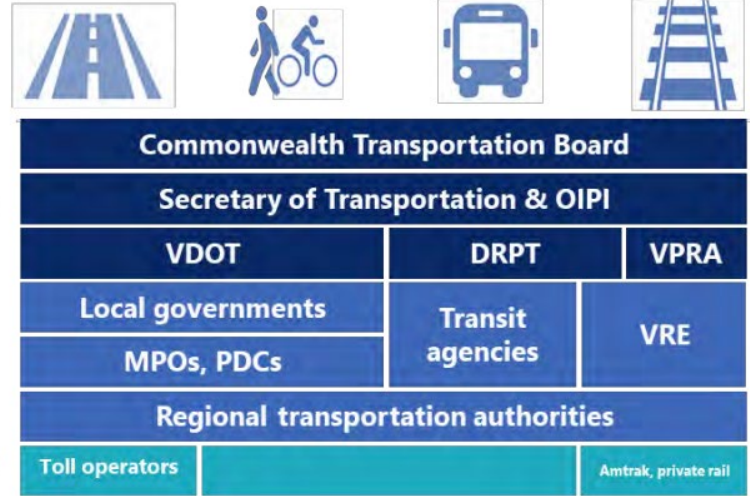 Commonwealth Transportation Board
Secretary of Transportation & OIPI
VDOT
DRPT
VPRA
Local governments
MPOs, PDCs
Transit
agencies
VRE
Regional transportation authorities
Toll operators
Amtrak, private rail